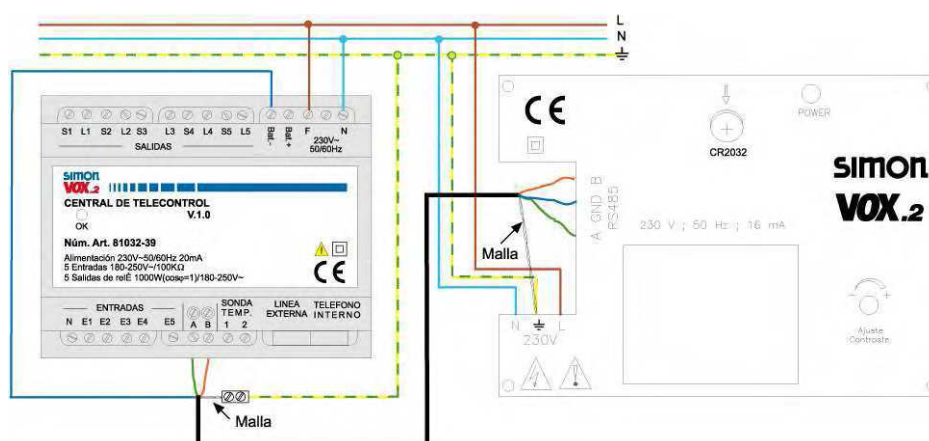 L
N
S1 L1 S2 L2 S3 L3 S4 L4 S5 L5 Bat.- Bat.+ F N
SALIDAS
230V~
50/60Hz
simon
VOX.2
CENTRAL DE TELECONTROL
V.1.0
OK
Núm. Art. 81032-39
Alimentación 230V~50/60Hz 20mA
5 Entradas 180-250V~/100KΩ
5 Salidas de relÉ 1000W(cosφ=1)/180-250V~
CE
ENTRADAS
SONDA
TEMP.
LINEA
EXTERNA
TELEFONO
INTERNO
N E1 E2 E3 E4 E5 A B 1 2
Malla
CE
POWER
CR2032
simon
VOX.2
A GND B
RS485
230 V ; 50 Hz ; 16 mA
Malla
N L
230V
- +
Ajuste
Contraste